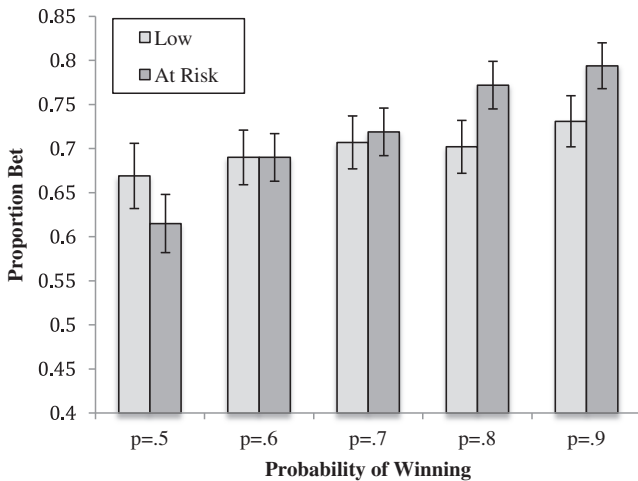 0.85
0.8
0.75
0.7
0.65
0.6
0.55
0.5
0.45
0.4
Proportion Bet
Low
At Risk
p=.5 p=.6 p=.7 p=.8 p=.9
Probability of Winning